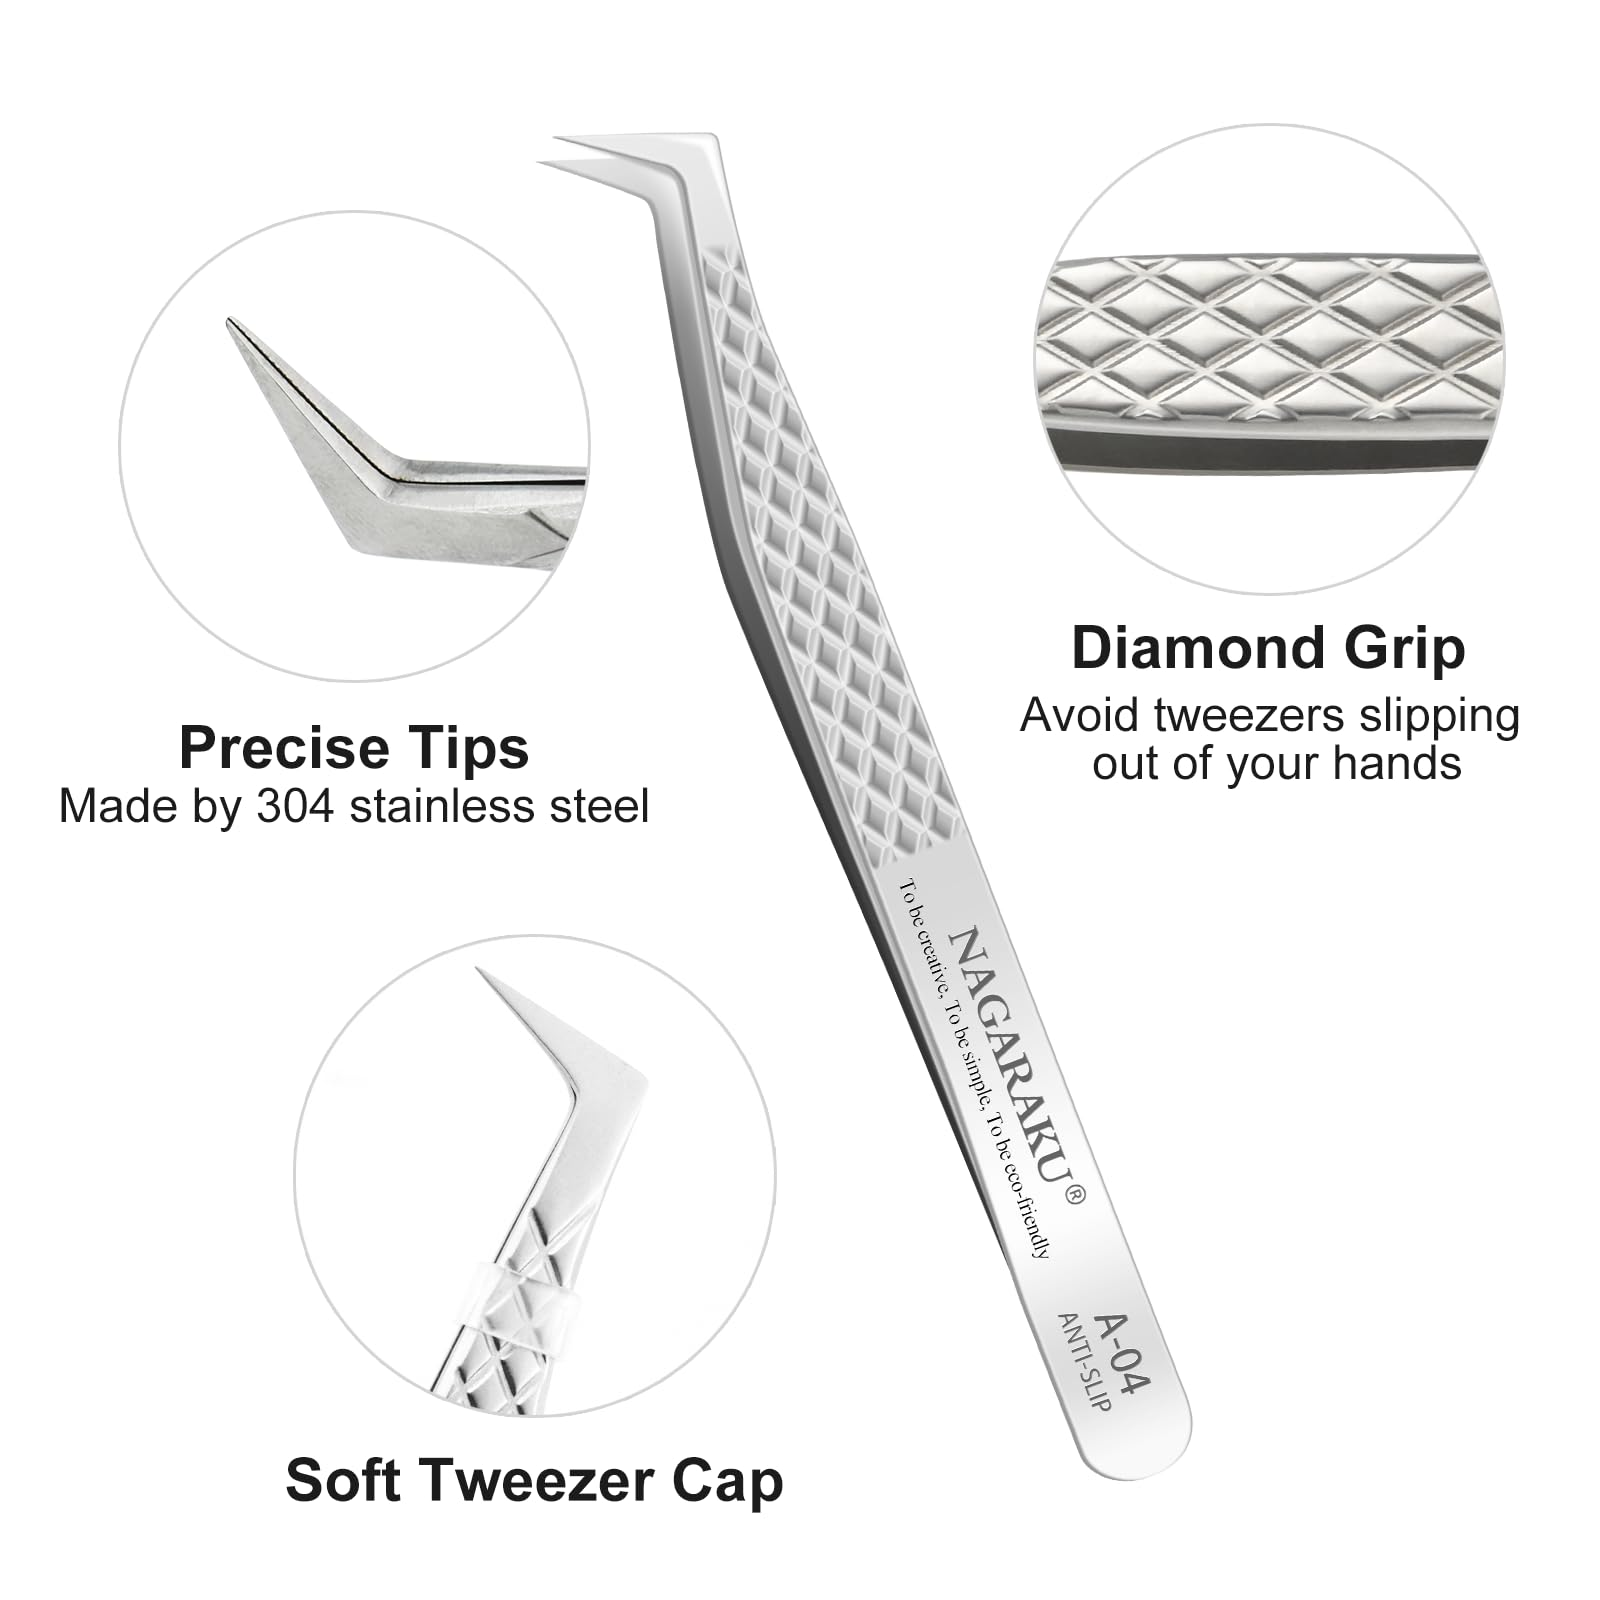 Diamond Grip
Avoid tweezers slipping
out of your hands
Precise Tips
Made by 304 stainless steel
NAGARAKU®
To be creative, To be simple, To be eco-friendly
A-04
ANTI-SLIP
Soft Tweezer Cap